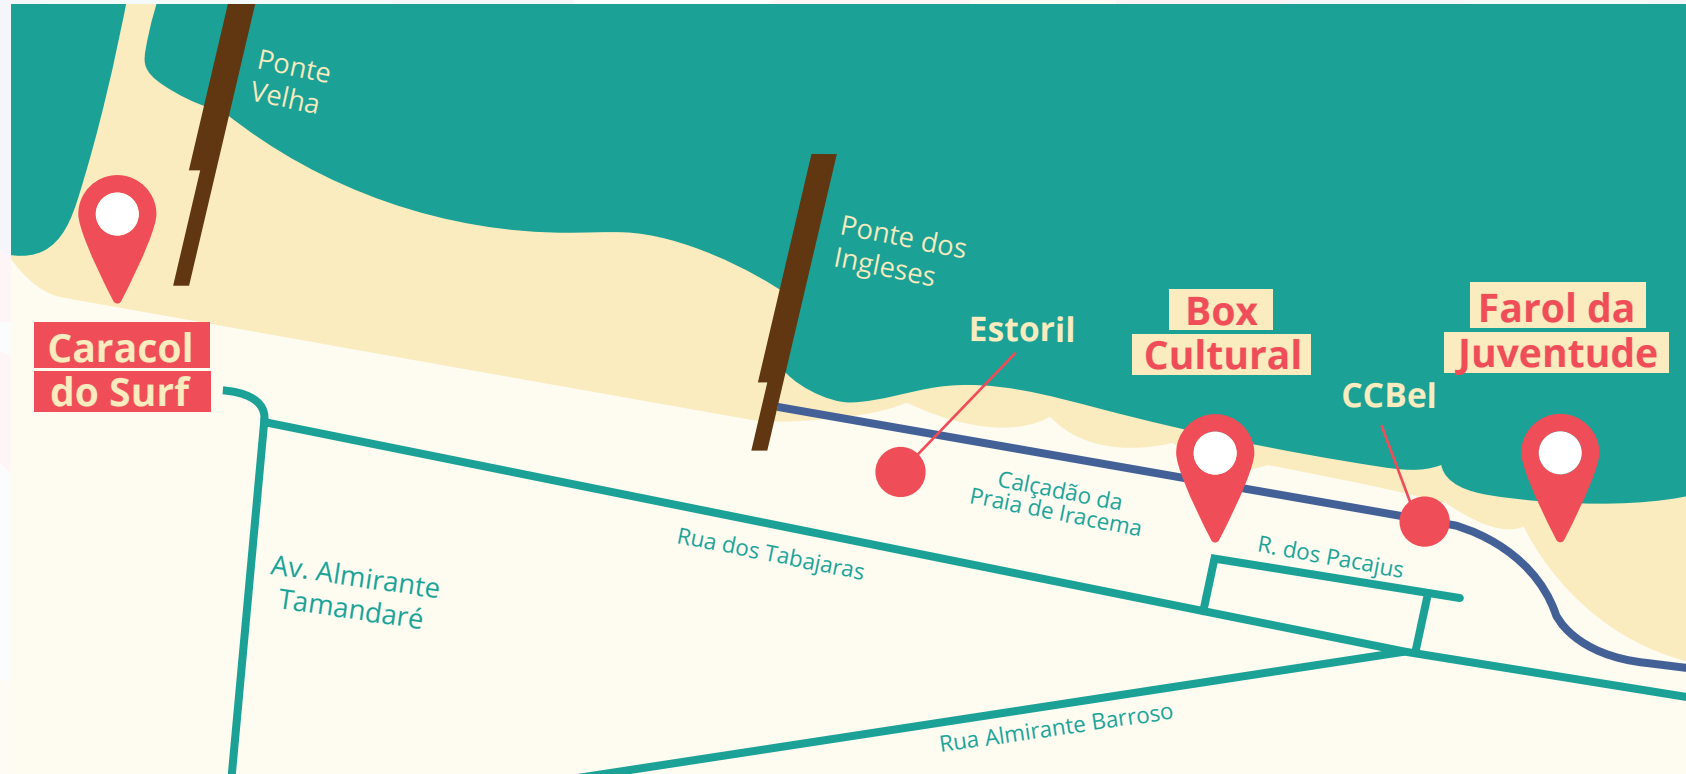 Ponte
Velha
Ponte dos
Ingleses
Caracol
do Surf
Estoril
Box
Cultural
Farol da
Juventude
CCBel
Calçadão da
Praia de Iracema
Rua dos Tabajaras
R. dos Pacajus
Av. Almirante
Tamandaré
Rua Almirante Barroso